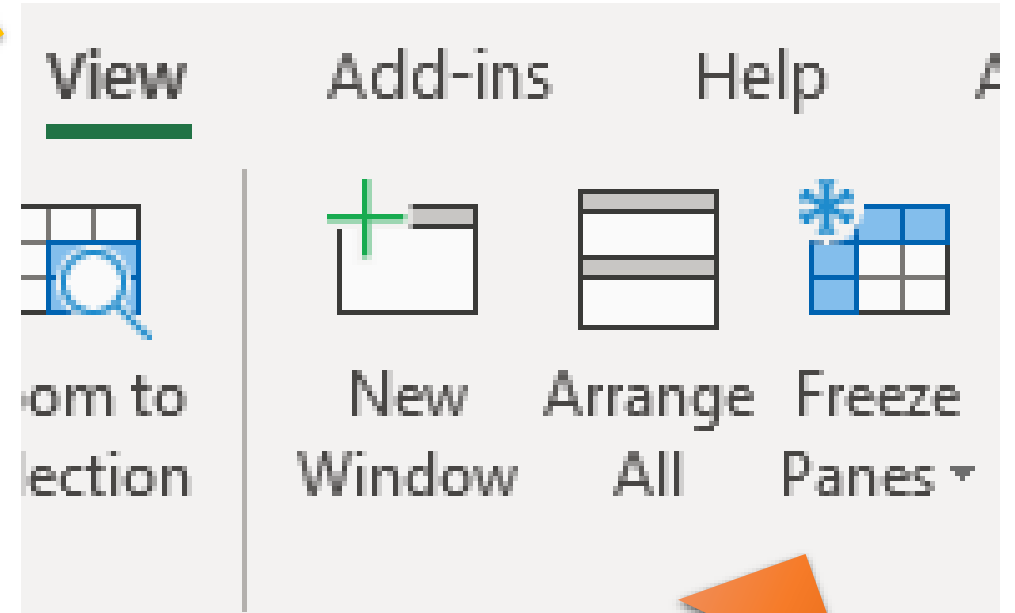 View Add-ins Help A
om to New Arrange Freeze
lection Window All Panes